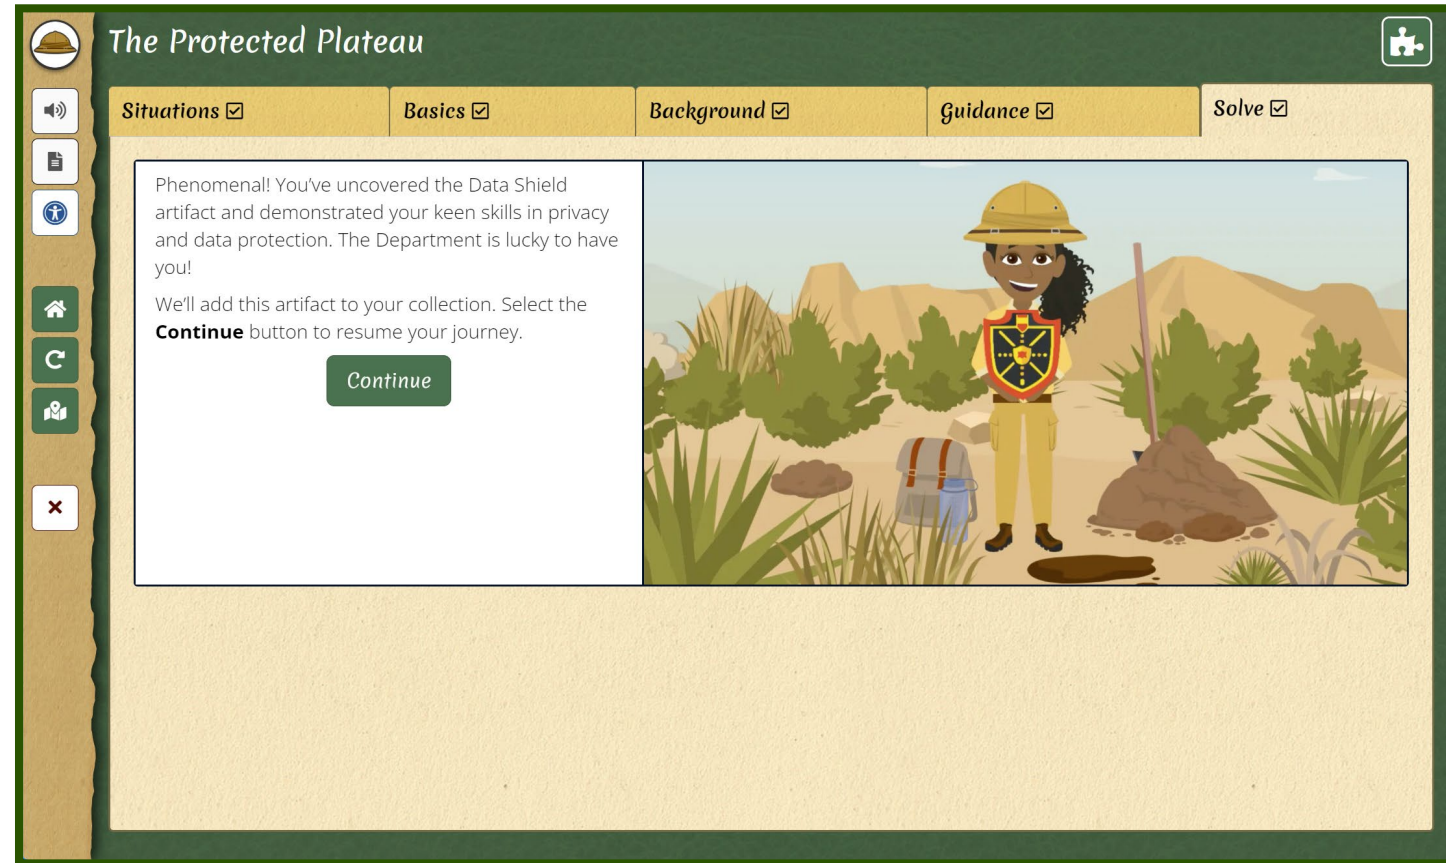 The Protected Plateau
Situations
Basics
Background
Guidance
Solve
Phenomenal! You've uncovered the Data Shield
artifact and demonstrated your keen skills in privacy
and data protection. The Department is lucky to have
you!
We'll add this artifact to your collection. Select the
Continue button to resume your journey.
Continue